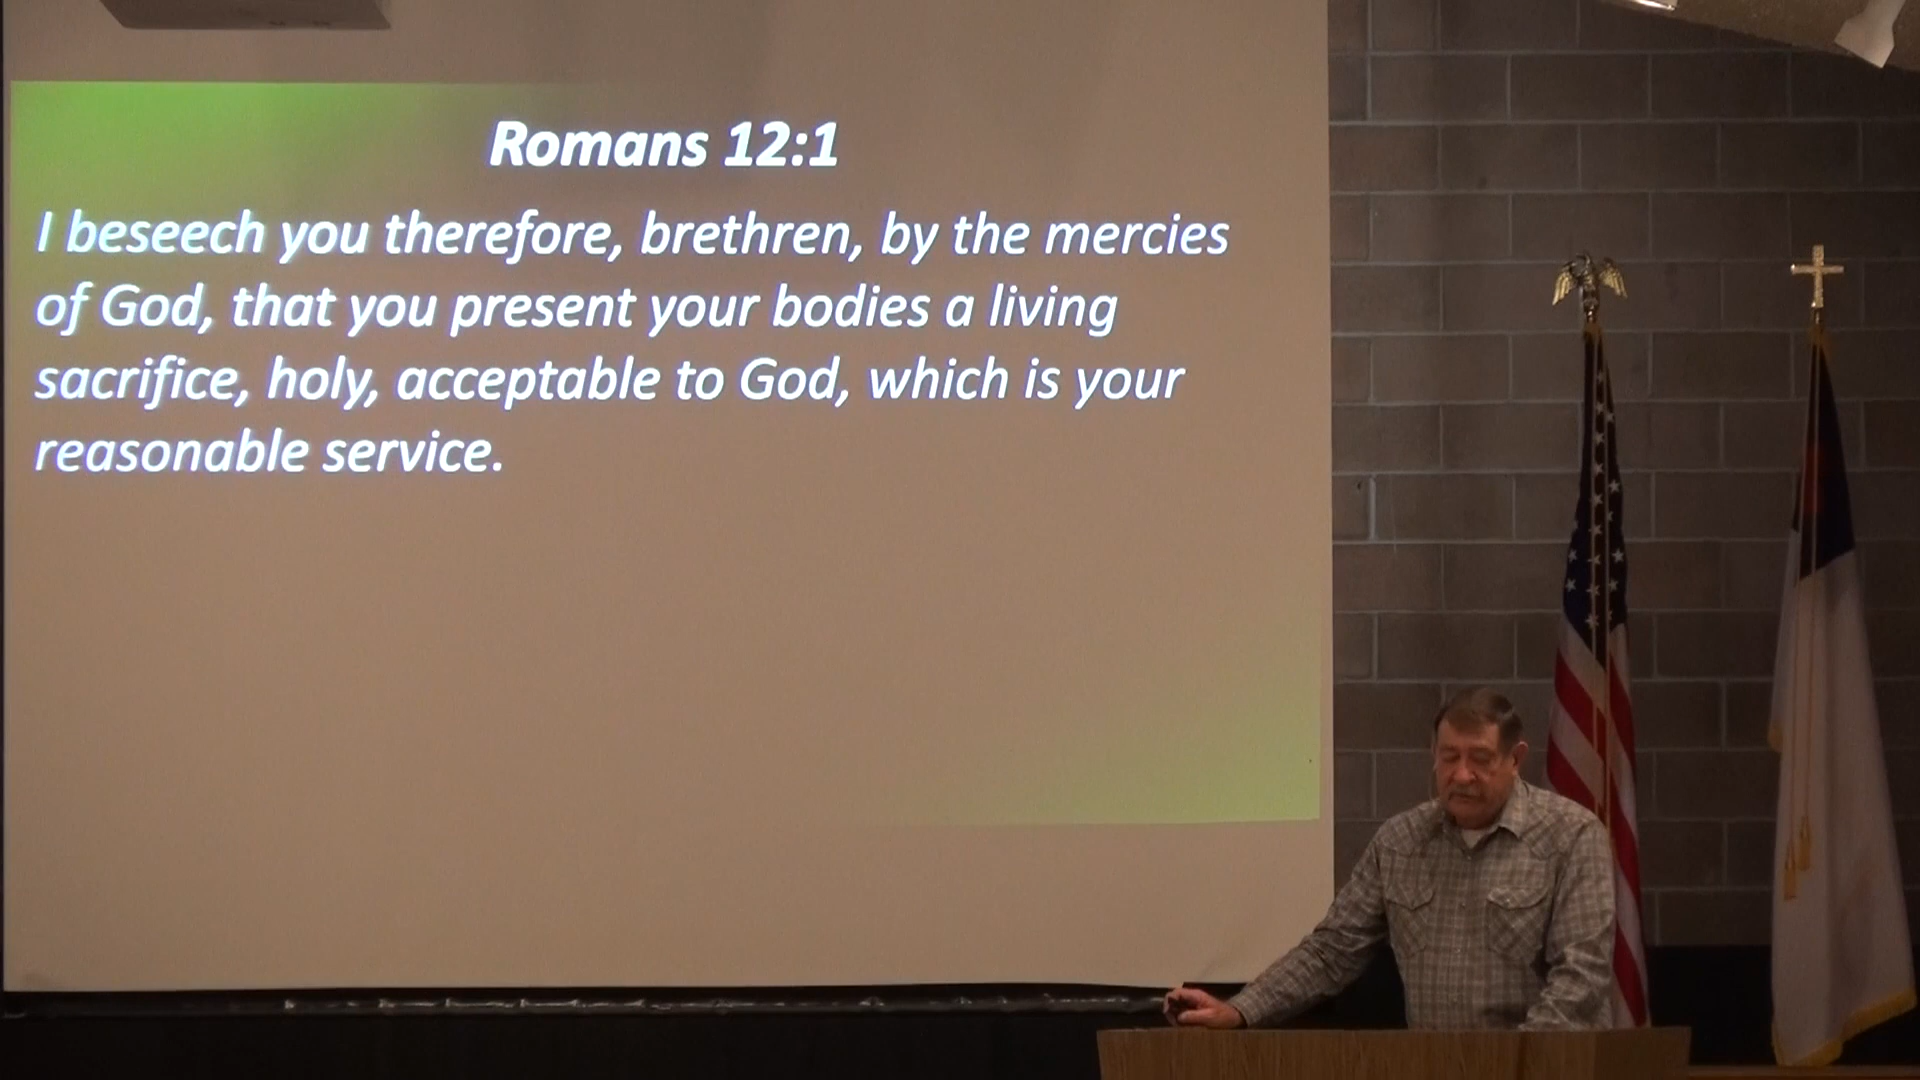 Romans 12:1
I beseech you therefore, brethren, by the mercies
of God, that you present your bodies a living
sacrifice, holy, acceptable to God, which is your
reasonable service.